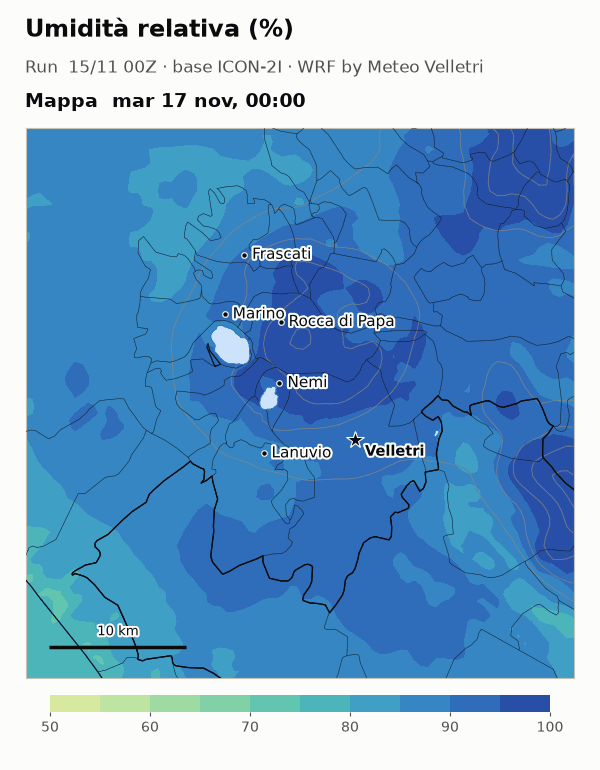 Umidità relativa (%)
Run  15/11 00Z · base ICON-2I · WRF by Meteo Velletri
Mappa  mar 17 nov, 00:00
Frascati
Marino
Rocca di Papa
Nemi
Velletri
Lanuvio
10 km
50 60 70 80 90 100